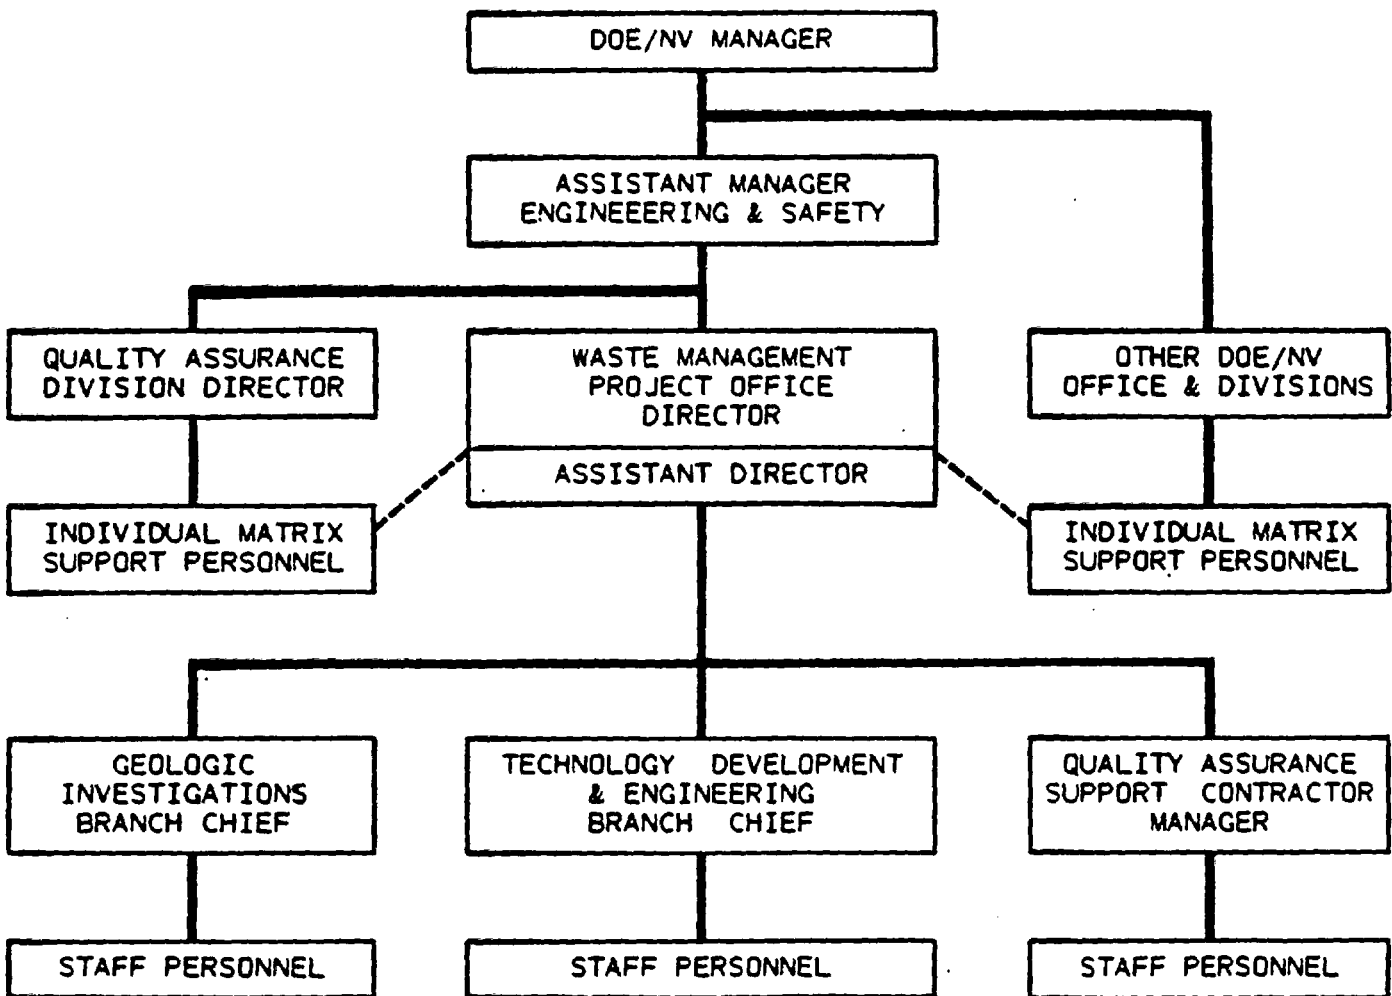 DOE/NV MANAGER
ASSISTANT MANAGER
ENGINEEERING & SAFETY
QUALITY ASSURANCE
DIVISION DIRECTOR
WASTE MANAGEMENT
PROJECT OFFICE
DIRECTOR
OTHER DOE/NV
OFFICE & DIVISIONS
ASSISTANT DIRECTOR
INDIVIDUAL MATRIX
SUPPORT PERSONNEL
INDIVIDUAL MATRIX
SUPPORT PERSONNEL
GEOLOGIC
INVESTIGATIONS
BRANCH CHIEF
TECHNOLOGY DEVELOPMENT
& ENGINEERING
BRANCH CHIEF
QUALITY ASSURANCE
SUPPORT CONTRACTOR
MANAGER
STAFF PERSONNEL
STAFF PERSONNEL
STAFF PERSONNEL